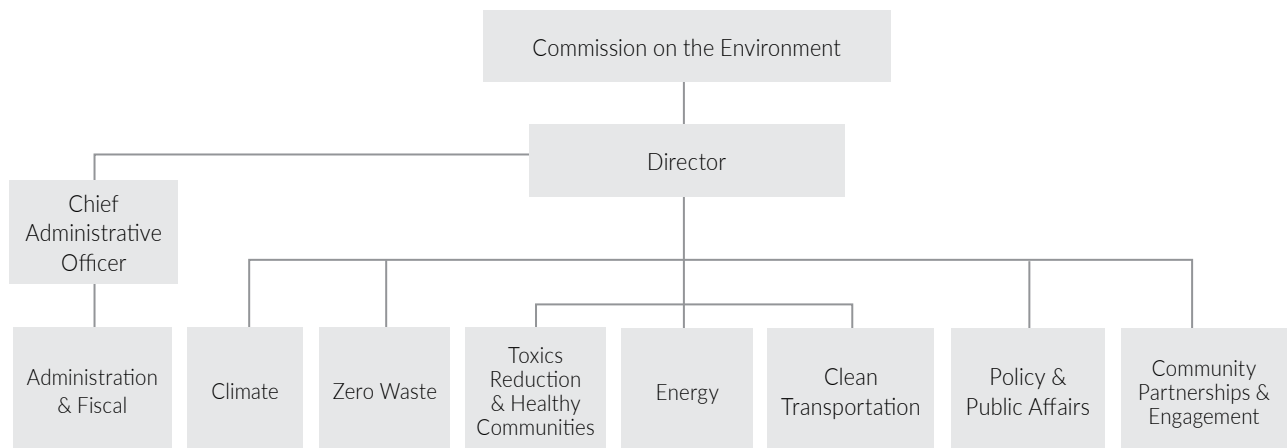 Commission on the Environment
Director
Chief
Administrative
Officer
Administration
& Fiscal
Climate
Zero Waste
Toxics
Reduction
& Healthy
Communities
Energy
Clean
Transportation
Policy &
Public Affairs
Community
Partnerships &
Engagement